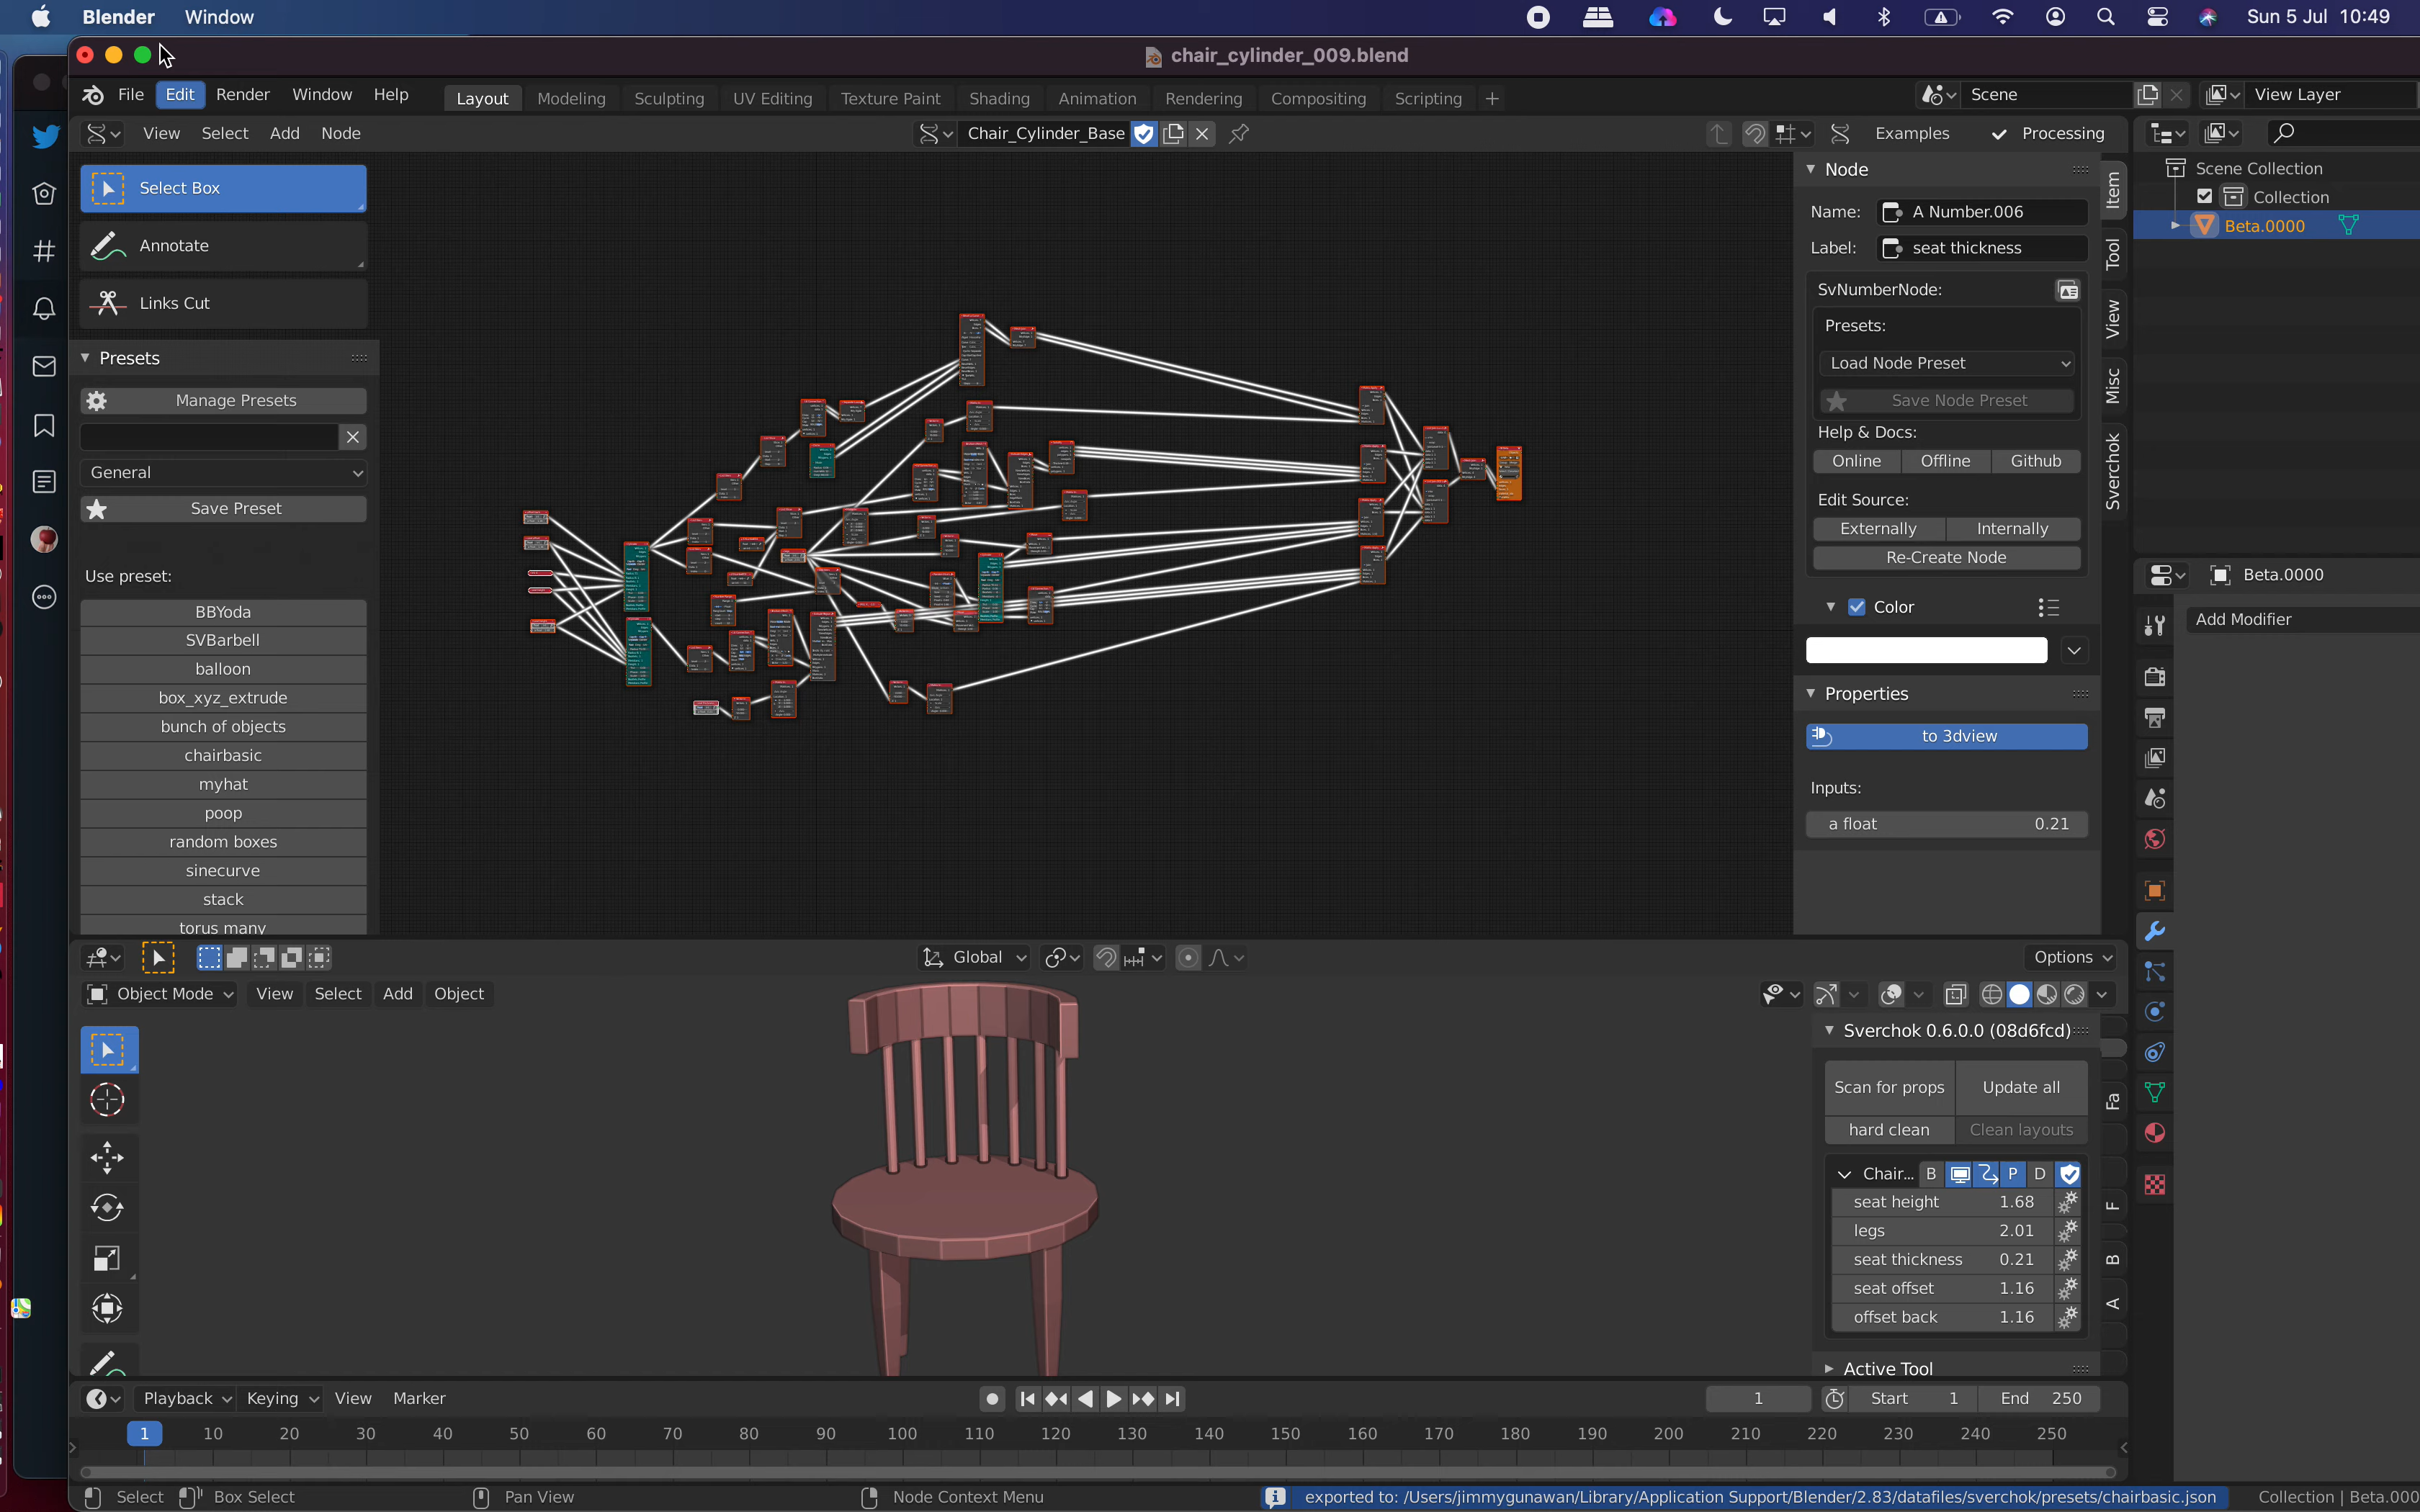 Blender Window Sun 5 Jul 10:49
chair_cylinder_009.blend
File Edit Render Window Help Layout Modeling Sculpting UV Editing Texture Paint Shading Animation Rendering Compositing Scripting + Scene View Layer
View Select Add Node Chair_Cylinder_Base Examples Processing
Select Box
Annotate
Links Cut
Presets
Manage Presets
General
Save Preset
Use preset:
BBYoda
SVBarbell
balloon
box_xyz_extrude
bunch of objects
chairbasic
myhat
poop
random boxes
sinecurve
stack
torus many
Node
Name: A Number.006
Label: seat thickness
SvNumberNode:
Presets:
Load Node Preset
Save Node Preset
Help & Docs:
Online Offline Github
Edit Source:
Externally Internally
Re-Create Node
Color
Properties
to 3dview
Inputs:
a float 0.21
Item
Tool
View
Misc
Sverchok
Scene Collection
Collection
Beta.0000
Beta.0000
Add Modifier
Global Options
Object Mode View Select Add Object
Sverchok 0.6.0.0 (08d6fcd)
Scan for props Update all
hard clean Clean layouts
Chair... B P D
seat height 1.68
legs 2.01
seat thickness 0.21
seat offset 1.16
offset back 1.16
Active Tool
Fa
F
B
A
Playback Keying View Marker 1 Start 1 End 250
1 10 20 30 40 50 60 70 80 90 100 110 120 130 140 150 160 170 180 190 200 210 220 230 240 250
Select Box Select Pan View Node Context Menu exported to: /Users/jimmygunawan/Library/Application Support/Blender/2.83/datafiles/sverchok/presets/chairbasic.json Collection | Beta.000